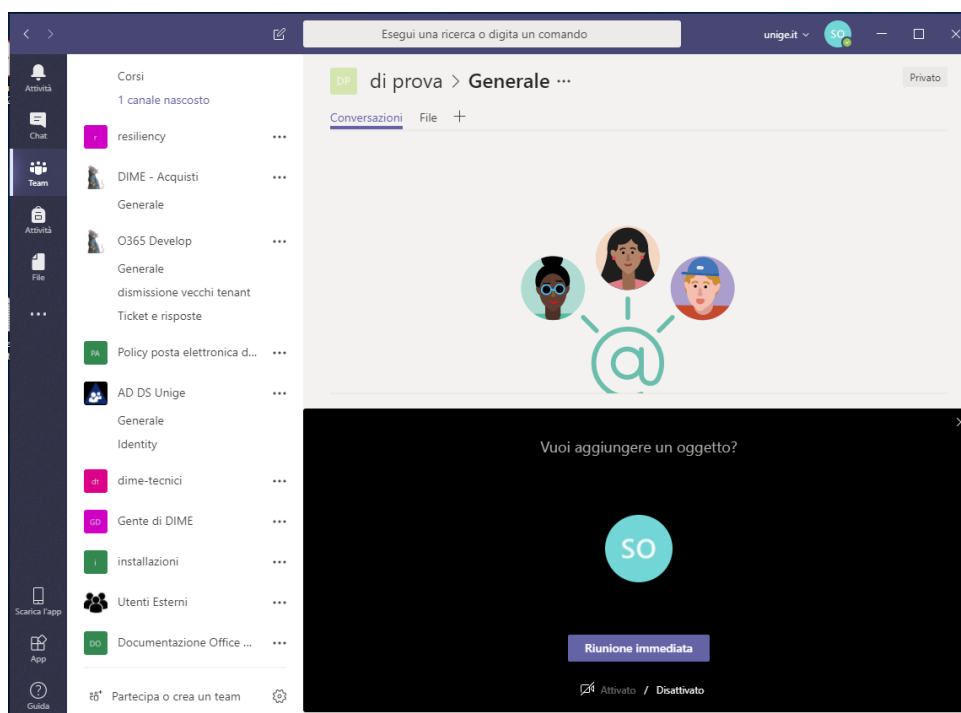 Esegui una ricerca o digita un comando
unige.it
SO
Attività
Chat
Team
Attività
File
Scarica l'app
App
Guida
Corsi
1 canale nascosto
r resiliency
DIME - Acquisti
Generale
O365 Develop
Generale
dismissione vecchi tenant
Ticket e risposte
PA Policy posta elettronica d...
AD DS Unige
Generale
Identity
dt dime-tecnici
GD Gente di DIME
i installazioni
Utenti Esterni
DO Documentazione Office ...
Partecipa o crea un team
DP di prova > Generale ...
Privato
Conversazioni File +
@
Vuoi aggiungere un oggetto?
SO
Riunione immediata
Attivato / Disattivato